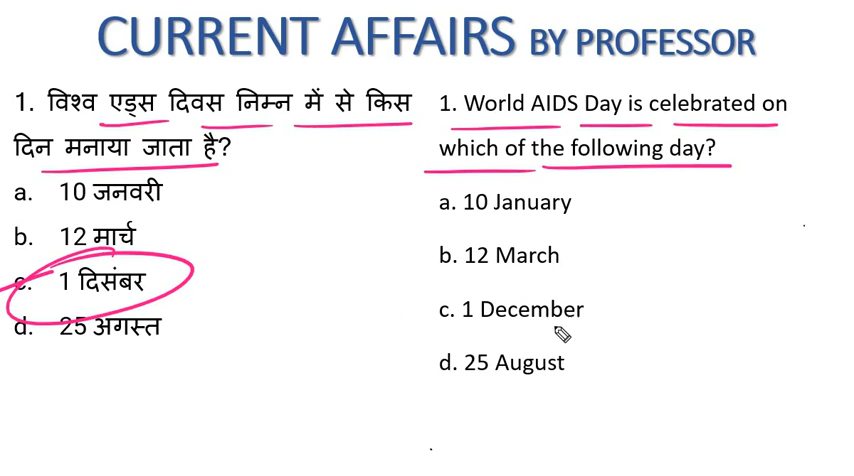 CURRENT AFFAIRS BY PROFESSOR
1. विश्व एड्स दिवस निम्न में से किस
दिन मनाया जाता है?
a. 10 जनवरी
b. 12 मार्च
c. 1 दिसंबर
d. 25 अगस्त
1. World AIDS Day is celebrated on
which of the following day?
a. 10 January
b. 12 March
c. 1 December
d. 25 August